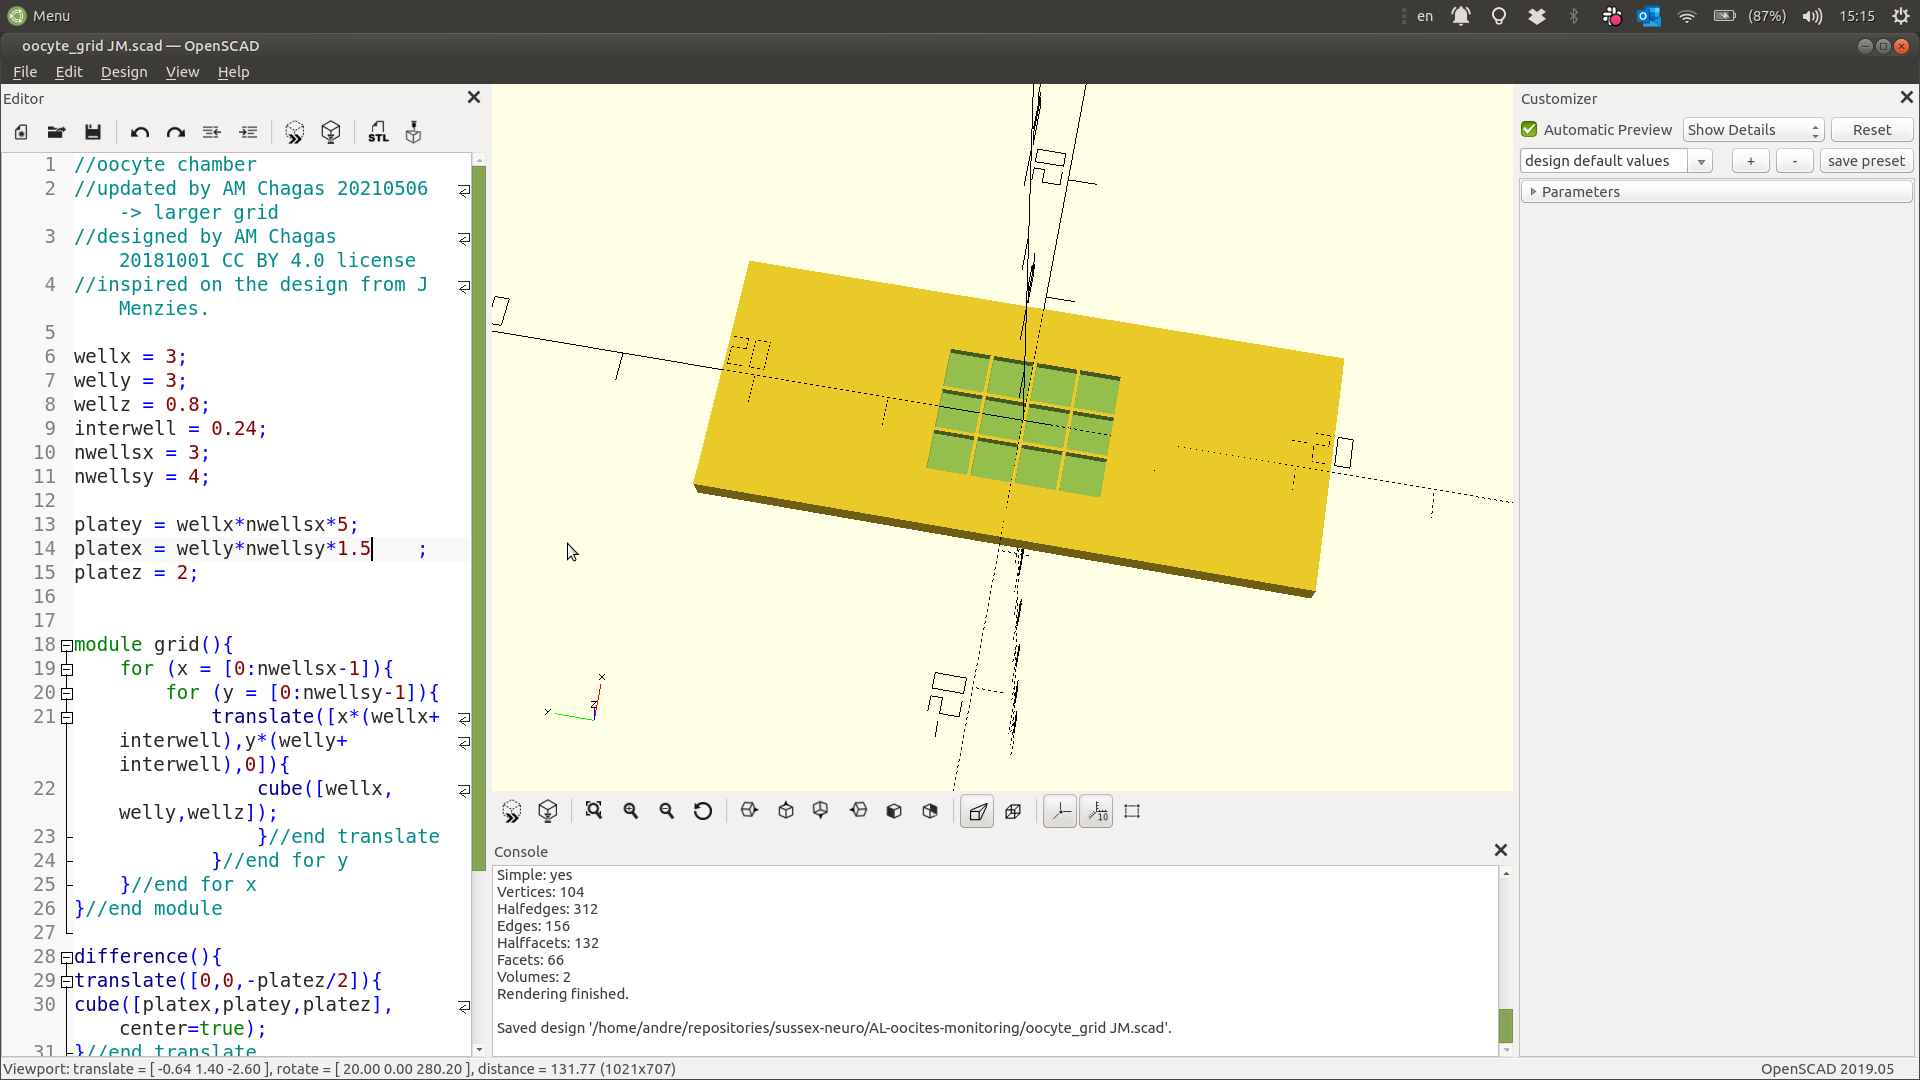 Menu
en
(87%)
15:15
oocyte_grid JM.scad — OpenSCAD
File Edit Design View Help
Editor
STL
1 //oocyte chamber
2 //updated by AM Chagas 20210506
-> larger grid
3 //designed by AM Chagas
20181001 CC BY 4.0 license
4 //inspired on the design from J
Menzies.
5
6 wellx = 3;
7 welly = 3;
8 wellz = 0.8;
9 interwell = 0.24;
10 nwellsx = 3;
11 nwellsy = 4;
12
13 platey = wellx*nwellsx*5;
14 platex = welly*nwellsy*1.5    ;
15 platez = 2;
16
17
18 module grid(){
19     for (x = [0:nwellsx-1]){
20         for (y = [0:nwellsy-1]){
21             translate([x*(wellx+
interwell),y*(welly+
interwell),0]){
22                 cube([wellx,
welly,wellz]);
23                 }//end translate
24             }//end for y
25     }//end for x
26 }//end module
27
28 difference(){
29 translate([0,0,-platez/2]){
30 cube([platex,platey,platez],
center=true);
31 }//end translate
x
y
z
10
Console
Simple: yes
Vertices: 104
Halfedges: 312
Edges: 156
Halffacets: 132
Facets: 66
Volumes: 2
Rendering finished.
Saved design '/home/andre/repositories/sussex-neuro/AL-oocites-monitoring/oocyte_grid JM.scad'.
Customizer
Automatic Preview Show Details Reset
design default values + - save preset
Parameters
Viewport: translate = [ -0.64 1.40 -2.60 ], rotate = [ 20.00 0.00 280.20 ], distance = 131.77 (1021x707)
OpenSCAD 2019.05